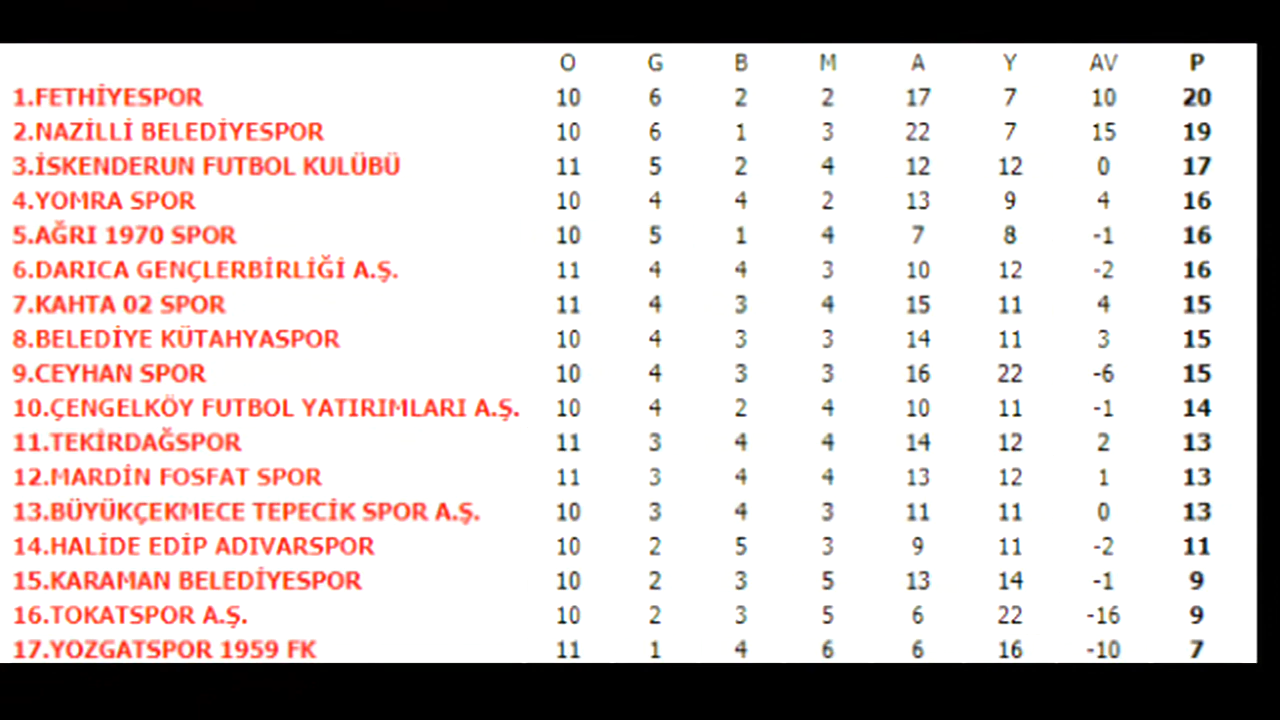 O G B M A Y AV P
1.FETHİYESPOR 10 6 2 2 17 7 10 20
2.NAZİLLİ BELEDİYESPOR 10 6 1 3 22 7 15 19
3.İSKENDERUN FUTBOL KULÜBÜ 11 5 2 4 12 12 0 17
4.YOMRA SPOR 10 4 4 2 13 9 4 16
5.AĞRI 1970 SPOR 10 5 1 4 7 8 -1 16
6.DARICA GENÇLERBİRLİĞİ A.Ş. 11 4 4 3 10 12 -2 16
7.KAHTA 02 SPOR 11 4 3 4 15 11 4 15
8.BELEDİYE KÜTAHYASPOR 10 4 3 3 14 11 3 15
9.CEYHAN SPOR 10 4 3 3 16 22 -6 15
10.ÇENGELKÖY FUTBOL YATIRIMLARI A.Ş. 10 4 2 4 10 11 -1 14
11.TEKİRDAĞSPOR 11 3 4 4 14 12 2 13
12.MARDİN FOSFAT SPOR 11 3 4 4 13 12 1 13
13.BÜYÜKÇEKMECE TEPECİK SPOR A.Ş. 10 3 4 3 11 11 0 13
14.HALİDE EDİP ADIVARSPOR 10 2 5 3 9 11 -2 11
15.KARAMAN BELEDİYESPOR 10 2 3 5 13 14 -1 9
16.TOKATSPOR A.Ş. 10 2 3 5 6 22 -16 9
17.YOZGATSPOR 1959 FK 11 1 4 6 6 16 -10 7